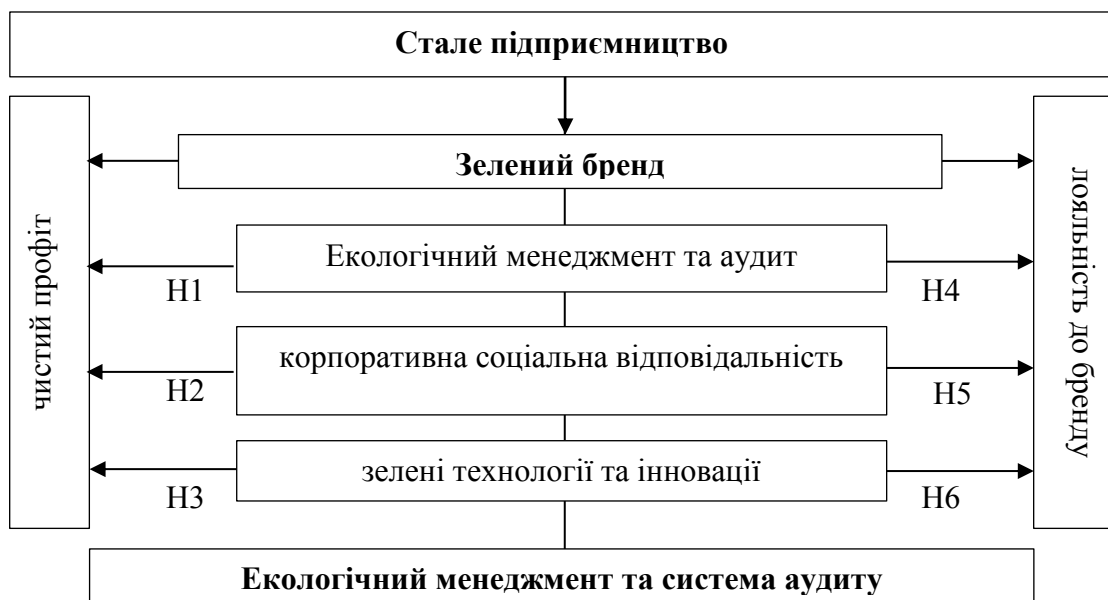 Стале підприємництво
Зелений бренд
чистий профіт
лояльність до бренду
Екологічний менеджмент та аудит
H1
H4
корпоративна соціальна відповідальність
H2
H5
зелені технології та інновації
H3
H6
Екологічний менеджмент та система аудиту